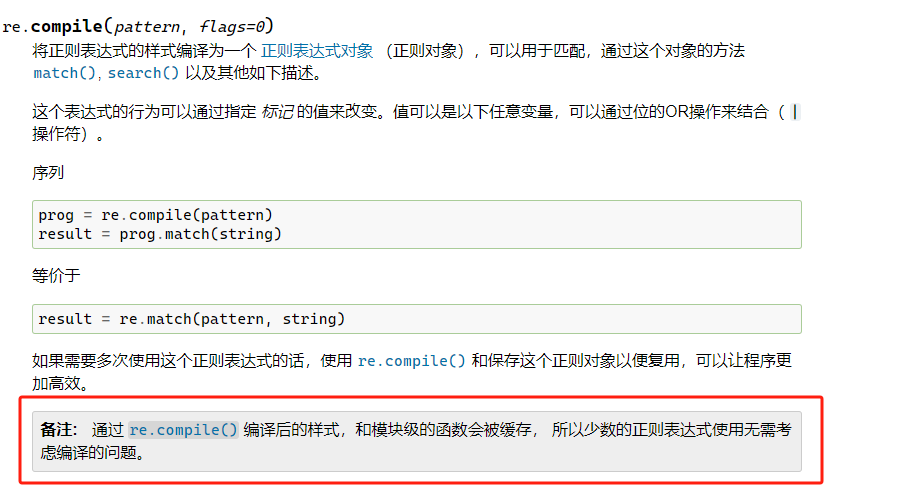 re.compile(pattern, flags=0)
将正则表达式的样式编译为一个 正则表达式对象 （正则对象），可以用于匹配，通过这个对象的方法
match(), search() 以及其他如下描述。
这个表达式的行为可以通过指定 标记 的值来改变。值可以是以下任意变量，可以通过位的OR操作来结合（ |
操作符）。
序列
prog = re.compile(pattern)
result = prog.match(string)
等价于
result = re.match(pattern, string)
如果需要多次使用这个正则表达式的话，使用 re.compile() 和保存这个正则对象以便复用，可以让程序更
加高效。
备注： 通过 re.compile() 编译后的样式，和模块级的函数会被缓存， 所以少数的正则表达式使用无需考
虑编译的问题。